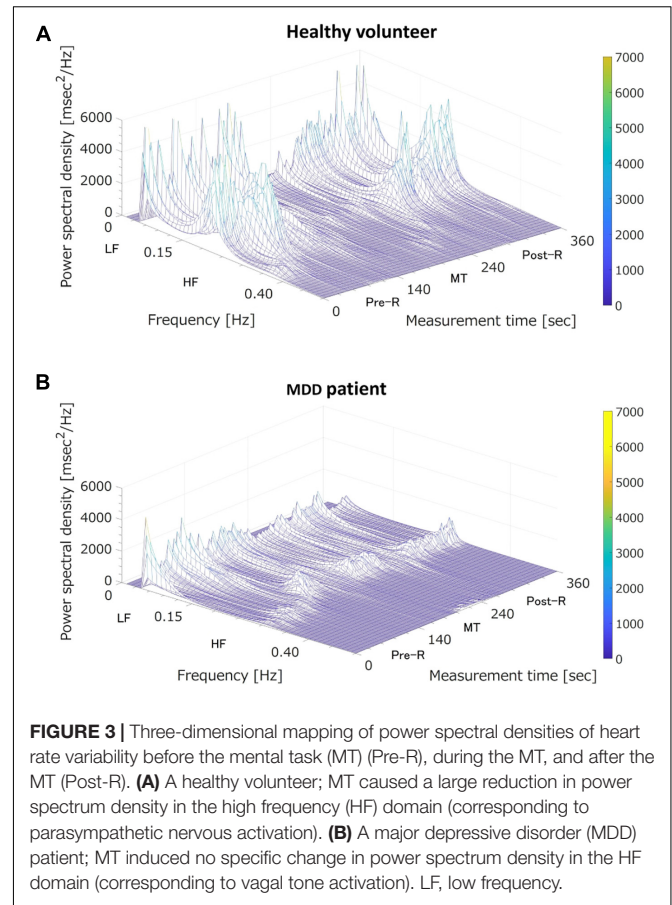 A
Healthy volunteer
Power spectral density [msec²/Hz]
6000
4000
2000
0
0
LF
0.15
HF
0.40
Frequency [Hz]
0
Pre-R
140
MT
240
Post-R
360
Measurement time [sec]
7000
6000
5000
4000
3000
2000
1000
0
B
MDD patient
Power spectral density [msec²/Hz]
6000
4000
2000
0
0
LF
0.15
HF
0.40
Frequency [Hz]
0
Pre-R
140
MT
240
Post-R
360
Measurement time [sec]
7000
6000
5000
4000
3000
2000
1000
0
FIGURE 3 | Three-dimensional mapping of power spectral densities of heart
rate variability before the mental task (MT) (Pre-R), during the MT, and after the
MT (Post-R). (A) A healthy volunteer; MT caused a large reduction in power
spectrum density in the high frequency (HF) domain (corresponding to
parasympathetic nervous activation). (B) A major depressive disorder (MDD)
patient; MT induced no specific change in power spectrum density in the HF
domain (corresponding to vagal tone activation). LF, low frequency.